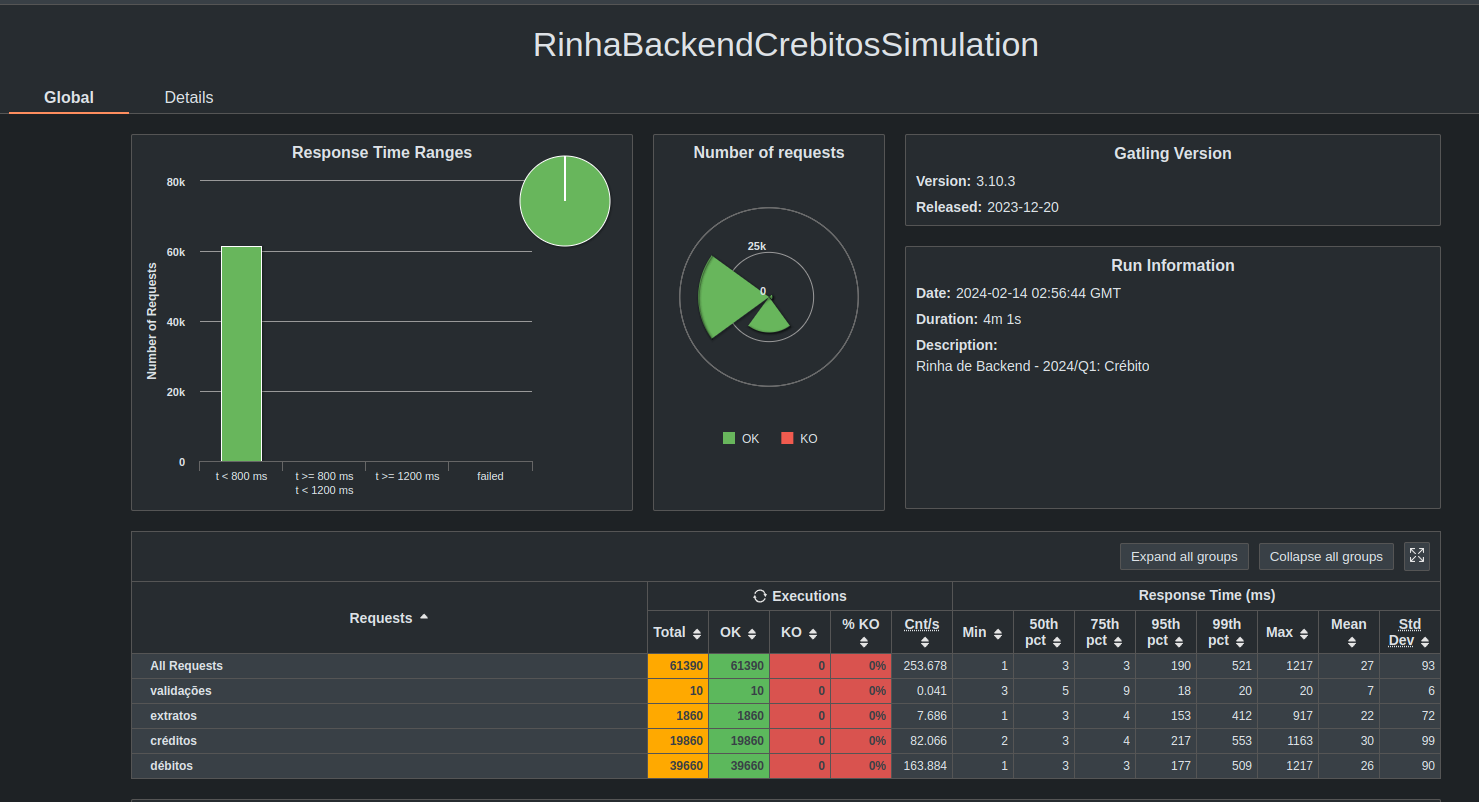 RinhaBackendCrebitosSimulation
Global Details
Response Time Ranges
80k
60k
40k
20k
0
Number of Requests
t < 800 ms
t >= 800 ms
t < 1200 ms
t >= 1200 ms
failed
Number of requests
25k
0
OK KO
Gatling Version
Version: 3.10.3
Released: 2023-12-20
Run Information
Date: 2024-02-14 02:56:44 GMT
Duration: 4m 1s
Description:
Rinha de Backend - 2024/Q1: Crébito
Expand all groups Collapse all groups
Requests Executions Response Time (ms)
Total OK KO % KO Cnt/s Min 50th pct 75th pct 95th pct 99th pct Max Mean Std Dev
All Requests 61390 61390 0 0% 253.678 1 3 3 190 521 1217 27 93
validações 10 10 0 0% 0.041 3 5 9 18 20 20 7 6
extratos 1860 1860 0 0% 7.686 1 3 4 153 412 917 22 72
créditos 19860 19860 0 0% 82.066 2 3 4 217 553 1163 30 99
débitos 39660 39660 0 0% 163.884 1 3 3 177 509 1217 26 90